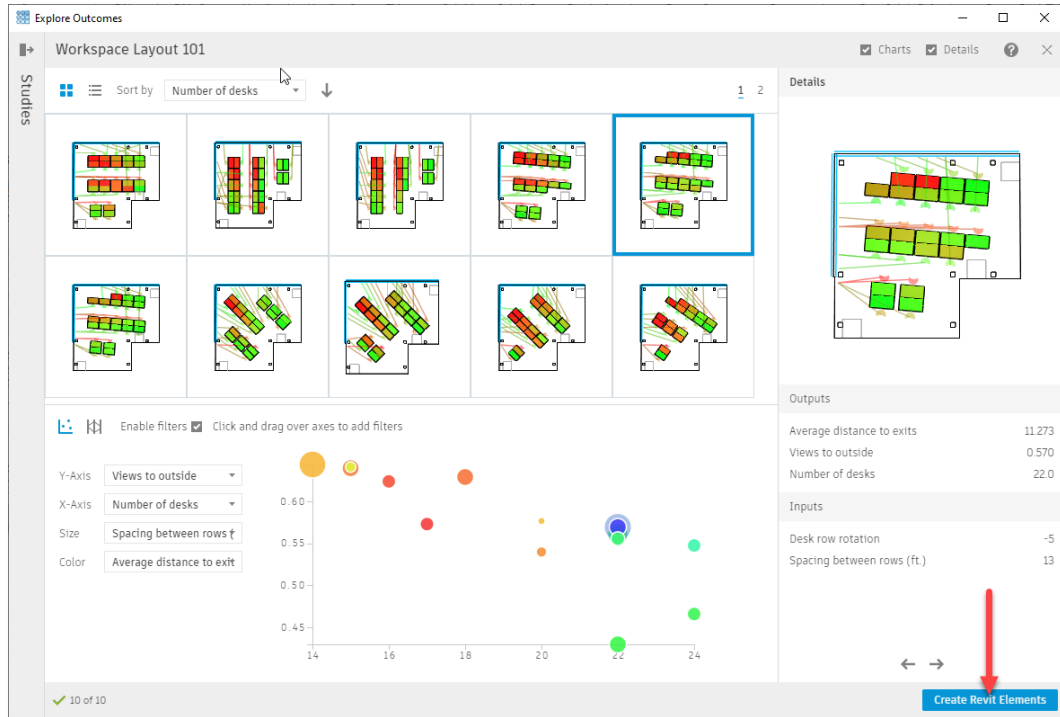 Explore Outcomes
Workspace Layout 101
Charts Details
Studies
Sort by Number of desks
1 2
Details
Outputs
Average distance to exits 11.273
Views to outside 0.570
Number of desks 22.0
Inputs
Desk row rotation -5
Spacing between rows (ft.) 13
Enable filters Click and drag over axes to add filters
Y-Axis Views to outside
X-Axis Number of desks
Size Spacing between rows
Color Average distance to exit
0.60
0.55
0.50
0.45
14 16 18 20 22 24
10 of 10
Create Revit Elements